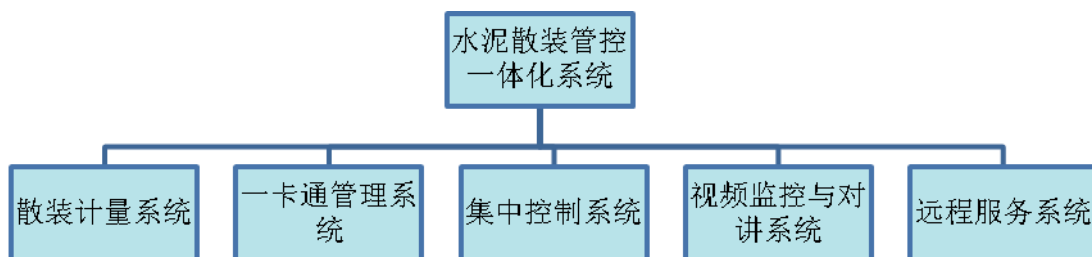 水泥散装管控
一体化系统
散装计量系统
一卡通管理系
统
集中控制系统
视频监控与对
讲系统
远程服务系统